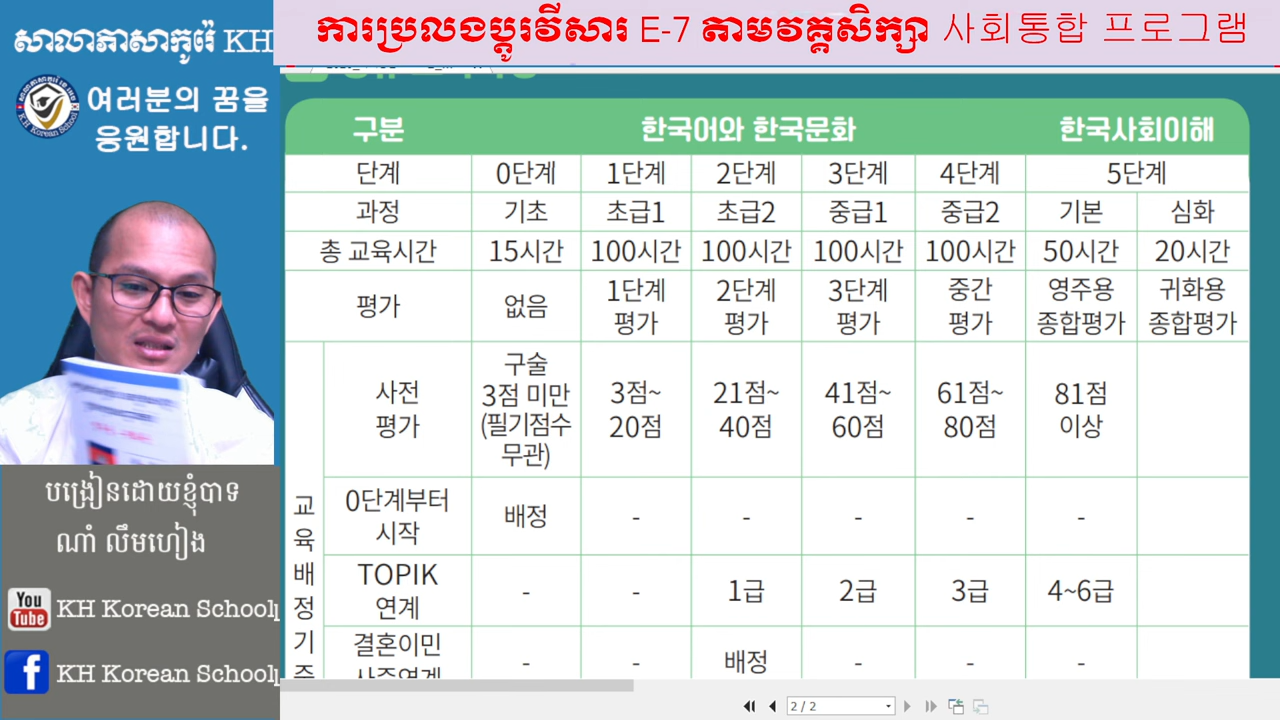 សាលាភាសាកូរ៉េ KH
여러분의 꿈을
응원합니다.
ការប្រលងប្តូរវីសារ E-7 តាមវគ្គសិក្សា 사회통합 프로그램
구분 한국어와 한국문화 한국사회이해
단계 0단계 1단계 2단계 3단계 4단계 5단계
과정 기초 초급1 초급2 중급1 중급2 기본 심화
총 교육시간 15시간 100시간 100시간 100시간 100시간 50시간 20시간
평가 없음 1단계 평가 2단계 평가 3단계 평가 중간 평가 영주용 종합평가 귀화용 종합평가
교육배정기준
사전 평가 구술 3점 미만 (필기점수 무관) 3점~ 20점 21점~ 40점 41점~ 60점 61점~ 80점 81점 이상
0단계부터 시작 배정 - - - - -
TOPIK 연계 - - 1급 2급 3급 4~6급
결혼이민 사증연계 - - 배정 - - -
បង្រៀនដោយខ្ញុំបាទ
ណាំ លឹមហៀង
You Tube KH Korean School
f KH Korean School
2 / 2